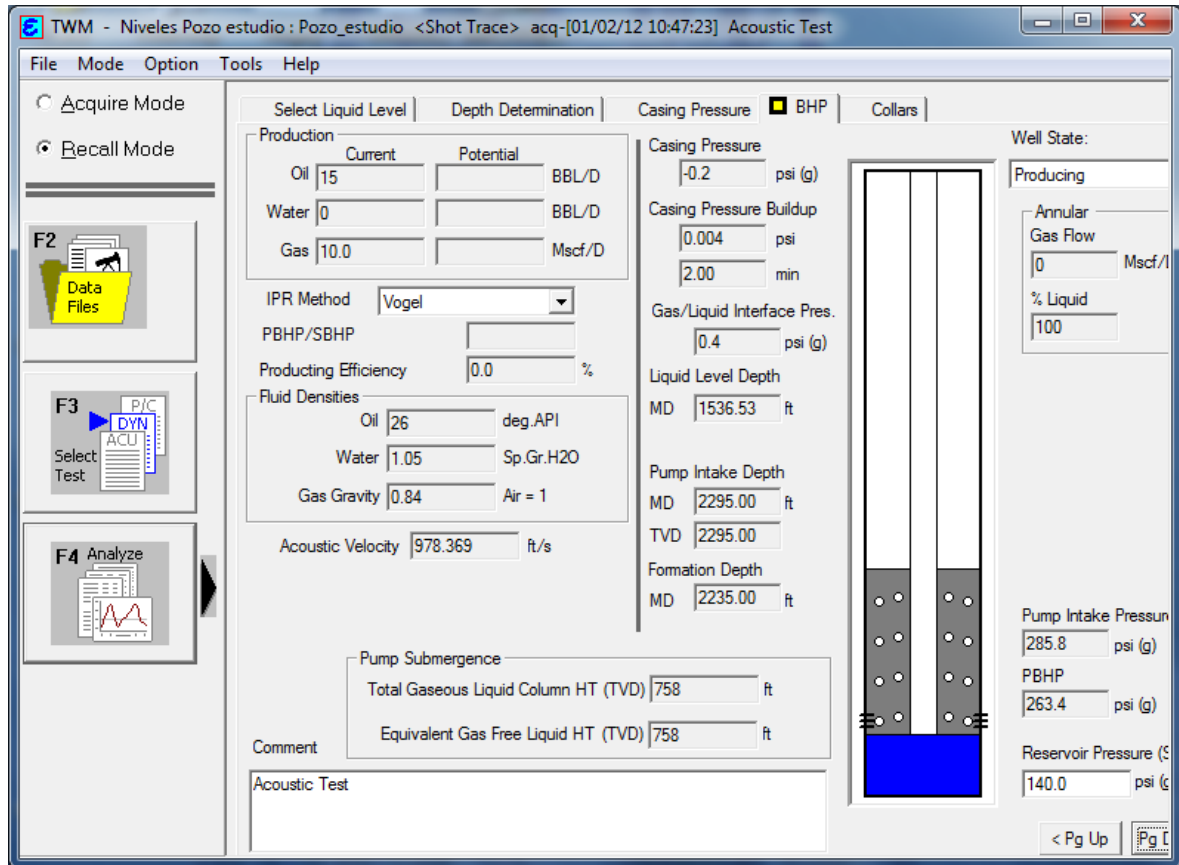 TWM - Niveles Pozo estudio : Pozo_estudio <Shot Trace> acq-[01/02/12 10:47:23] Acoustic Test
File Mode Option Tools Help
Acquire Mode
Recall Mode
F2
Data
Files
F3
P/C
DYN
ACU
Select
Test
F4 Analyze
Select Liquid Level Depth Determination Casing Pressure BHP Collars
Production
Current Potential
Oil 15 BBL/D
Water 0 BBL/D
Gas 10.0 Mscf/D
IPR Method Vogel
PBHP/SBHP
Producting Efficiency 0.0 %
Fluid Densities
Oil 26 deg.API
Water 1.05 Sp.Gr.H2O
Gas Gravity 0.84 Air = 1
Acoustic Velocity 978.369 ft/s
Casing Pressure
-0.2 psi (g)
Casing Pressure Buildup
0.004 psi
2.00 min
Gas/Liquid Interface Pres.
0.4 psi (g)
Liquid Level Depth
MD 1536.53 ft
Pump Intake Depth
MD 2295.00 ft
TVD 2295.00
Formation Depth
MD 2235.00 ft
Pump Submergence
Total Gaseous Liquid Column HT (TVD) 758 ft
Equivalent Gas Free Liquid HT (TVD) 758 ft
Comment
Acoustic Test
Well State:
Producing
Annular
Gas Flow
0 Mscf/
% Liquid
100
Pump Intake Pressur
285.8 psi (g)
PBHP
263.4 psi (g)
Reservoir Pressure (S
140.0 psi (g
< Pg Up Pg D